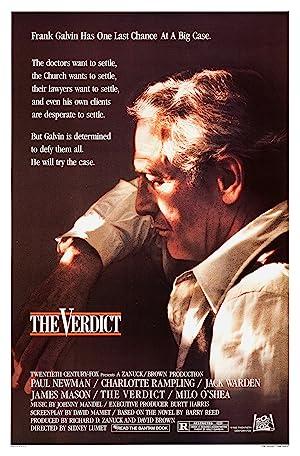 Frank Galvin Has One Last Chance At A Big Case.
The doctors want to settle,
the Church wants to settle,
their lawyers want to settle,
and even his own clients
are desperate to settle.
But Galvin is determined
to defy them all.
He will try the case.
THE VERDICT
TWENTIETH CENTURY-FOX Presents A ZANUCK/BROWN PRODUCTION
PAUL NEWMAN / CHARLOTTE RAMPLING / JACK WARDEN
JAMES MASON / THE VERDICT / MILO O'SHEA
MUSIC BY JOHNNY MANDEL / EXECUTIVE PRODUCER BURTT HARRIS
SCREENPLAY BY DAVID MAMET / BASED ON THE NOVEL BY BARRY REED
PRODUCED BY RICHARD D. ZANUCK AND DAVID BROWN
DIRECTED BY SIDNEY LUMET
READ THE BANTAM BOOK
R RESTRICTED